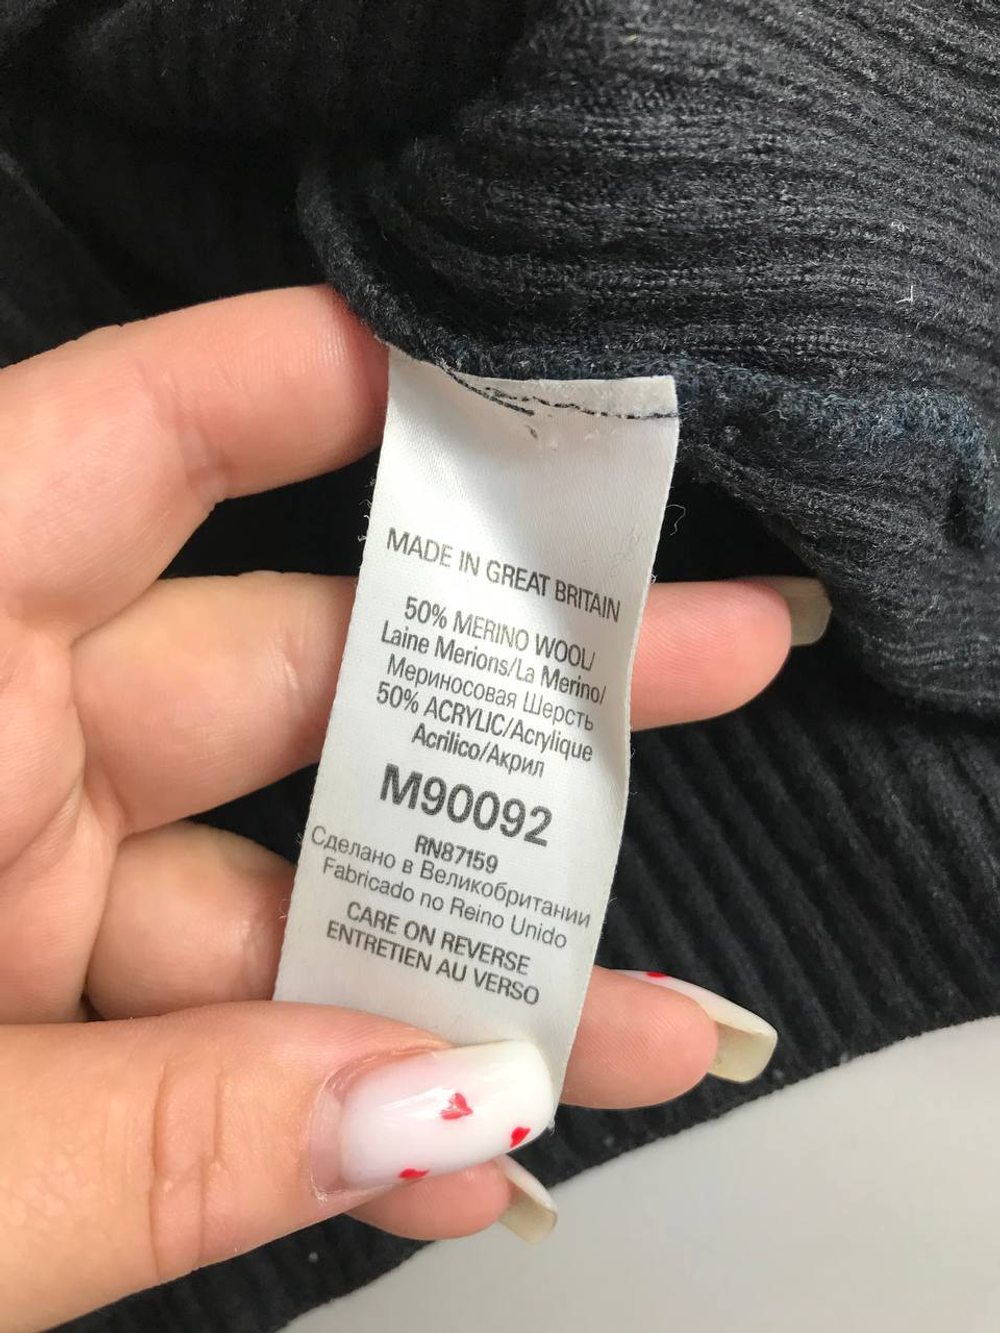 MADE IN GREAT BRITAIN
50% MERINO WOOL/
Laine Merions/La Merino/
Мериносовая Шерсть
50% ACRYLIC/Acrylique
Acrilico/Акрил
M90092
RN87159
Сделано в Великобритании
Fabricado no Reino Unido
CARE ON REVERSE
ENTRETIEN AU VERSO